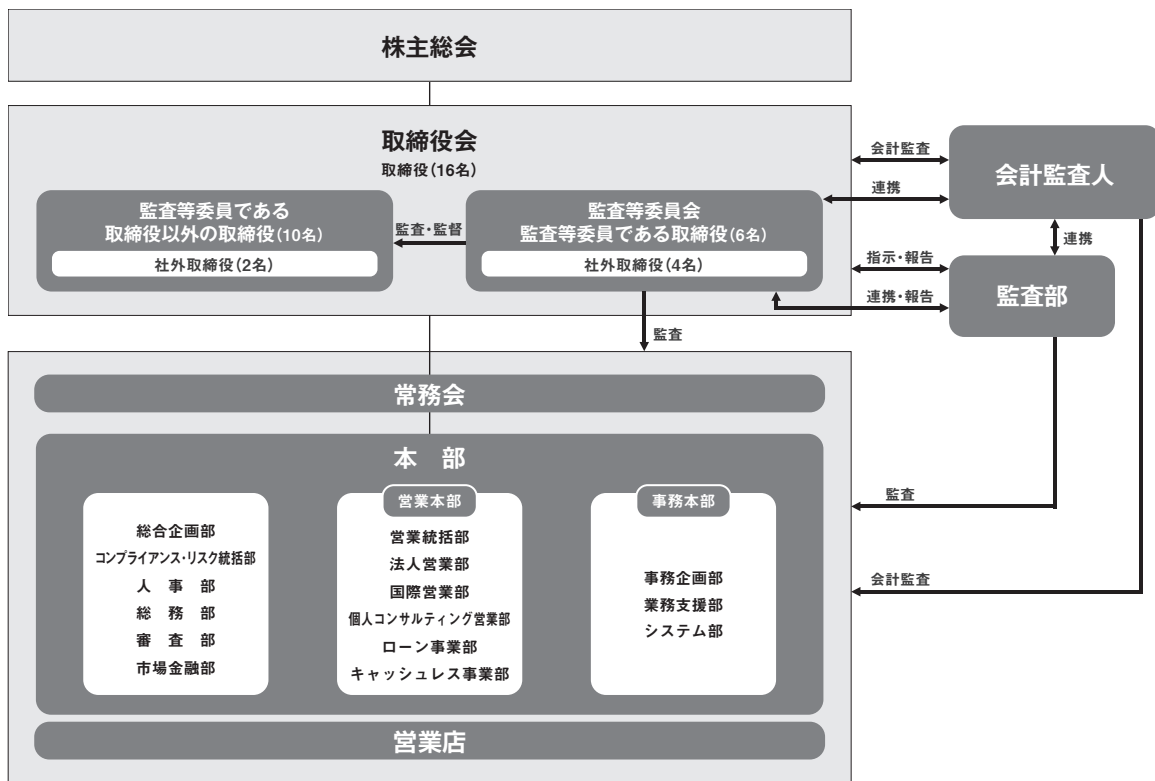 株主総会
取締役会
取締役(16名)
監査等委員である
取締役以外の取締役(10名)
社外取締役(2名)
監査・監督
監査等委員会
監査等委員である取締役(6名)
社外取締役(4名)
会計監査
連携
会計監査人
連携
指示・報告
連携・報告
監査部
監査
常務会
本 部
総合企画部
コンプライアンス・リスク統括部
人 事 部
総 務 部
審 査 部
市場金融部
営業本部
営業統括部
法人営業部
国際営業部
個人コンサルティング営業部
ローン事業部
キャッシュレス事業部
事務本部
事務企画部
業務支援部
システム部
監査
会計監査
営業店